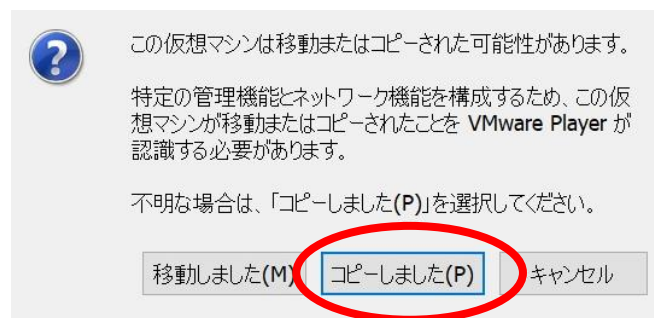 この仮想マシンは移動またはコピーされた可能性があります。
特定の管理機能とネットワーク機能を構成するため、この仮
想マシンが移動またはコピーされたことを VMware Player が
認識する必要があります。
不明な場合は、「コピーしました(P)」を選択してください。
移動しました(M) コピーしました(P) キャンセル